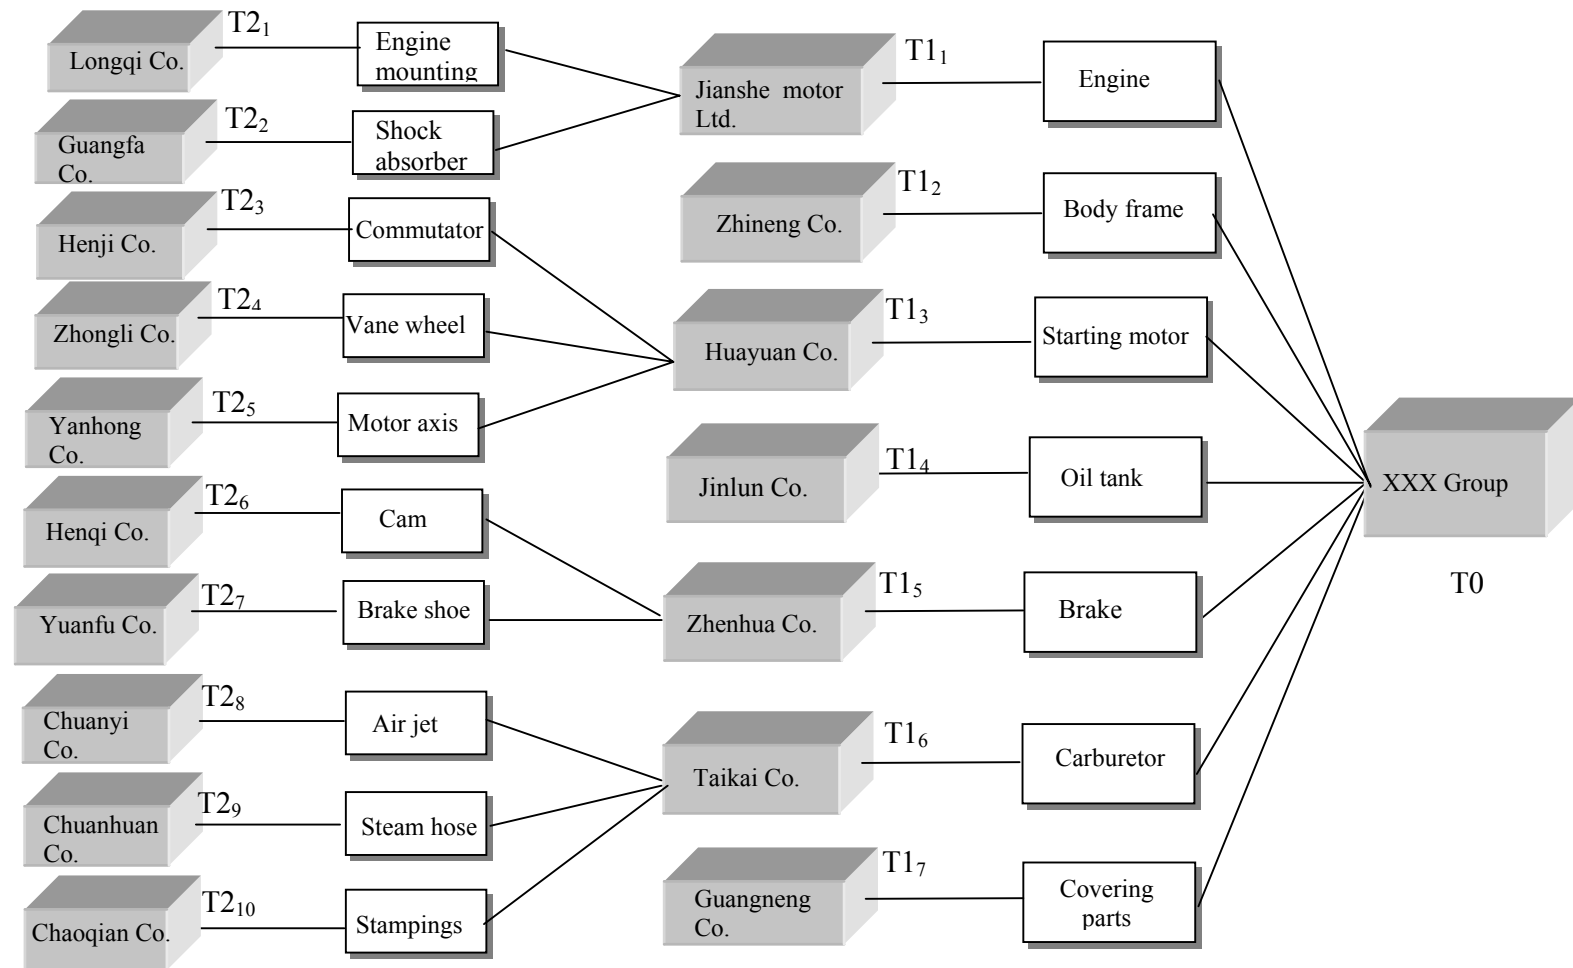 T2₁
Longqi Co.
Engine
mounting
T2₂
Guangfa
Co.
Shock
absorber
T2₃
Henji Co.
Commutator
T2₄
Zhongli Co.
Vane wheel
T2₅
Yanhong
Co.
Motor axis
T2₆
Henqi Co.
Cam
T2₇
Yuanfu Co.
Brake shoe
T2₈
Chuanyi
Co.
Air jet
T2₉
Chuanhuan
Co.
Steam hose
T2₁₀
Chaoqian Co.
Stampings
T1₁
Jianshe motor
Ltd.
Engine
T1₂
Zhineng Co.
Body frame
T1₃
Huayuan Co.
Starting motor
T1₄
Jinlun Co.
Oil tank
T1₅
Zhenhua Co.
Brake
T1₆
Taikai Co.
Carburetor
T1₇
Guangneng
Co.
Covering
parts
XXX Group
T0